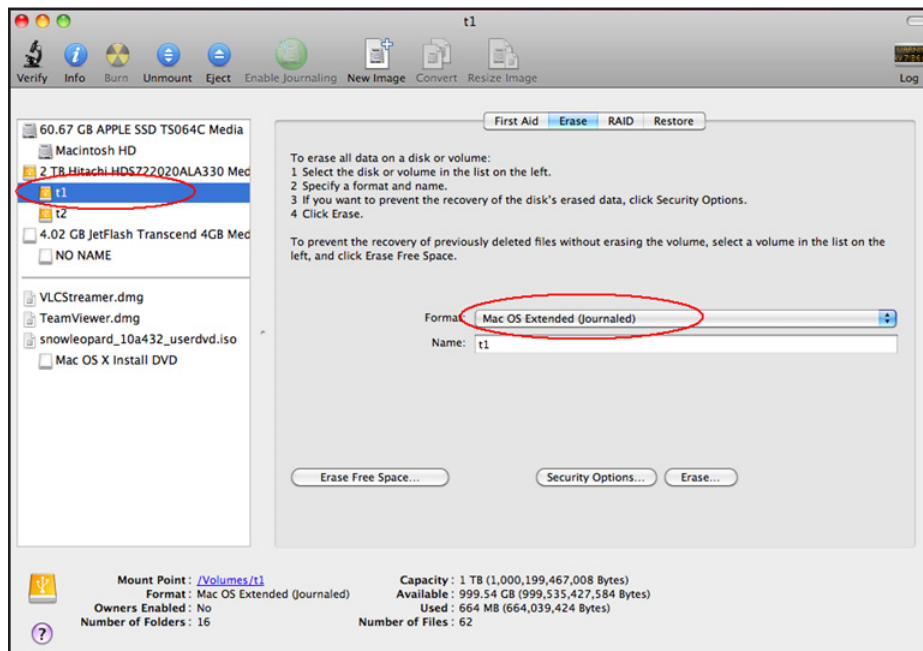 t1
Verify Info Burn Unmount Eject Enable Journaling New Image Convert Resize Image Log
60.67 GB APPLE SSD TS064C Media
Macintosh HD
2 TB Hitachi HDS722020ALA330 Med
t1
t2
4.02 GB JetFlash Transcend 4GB Med
NO NAME
VLCStreamer.dmg
TeamViewer.dmg
snowleopard_10a432_userdvd.iso
Mac OS X Install DVD
First Aid Erase RAID Restore
To erase all data on a disk or volume:
1 Select the disk or volume in the list on the left.
2 Specify a format and name.
3 If you want to prevent the recovery of the disk's erased data, click Security Options.
4 Click Erase.
To prevent the recovery of previously deleted files without erasing the volume, select a volume in the list on the
left, and click Erase Free Space.
Format: Mac OS Extended (Journaled)
Name: t1
Erase Free Space... Security Options... Erase...
Mount Point : /Volumes/t1
Format : Mac OS Extended (Journaled)
Owners Enabled : No
Number of Folders : 16
Capacity : 1 TB (1,000,199,467,008 Bytes)
Available : 999.54 GB (999,535,427,584 Bytes)
Used : 664 MB (664,039,424 Bytes)
Number of Files : 62